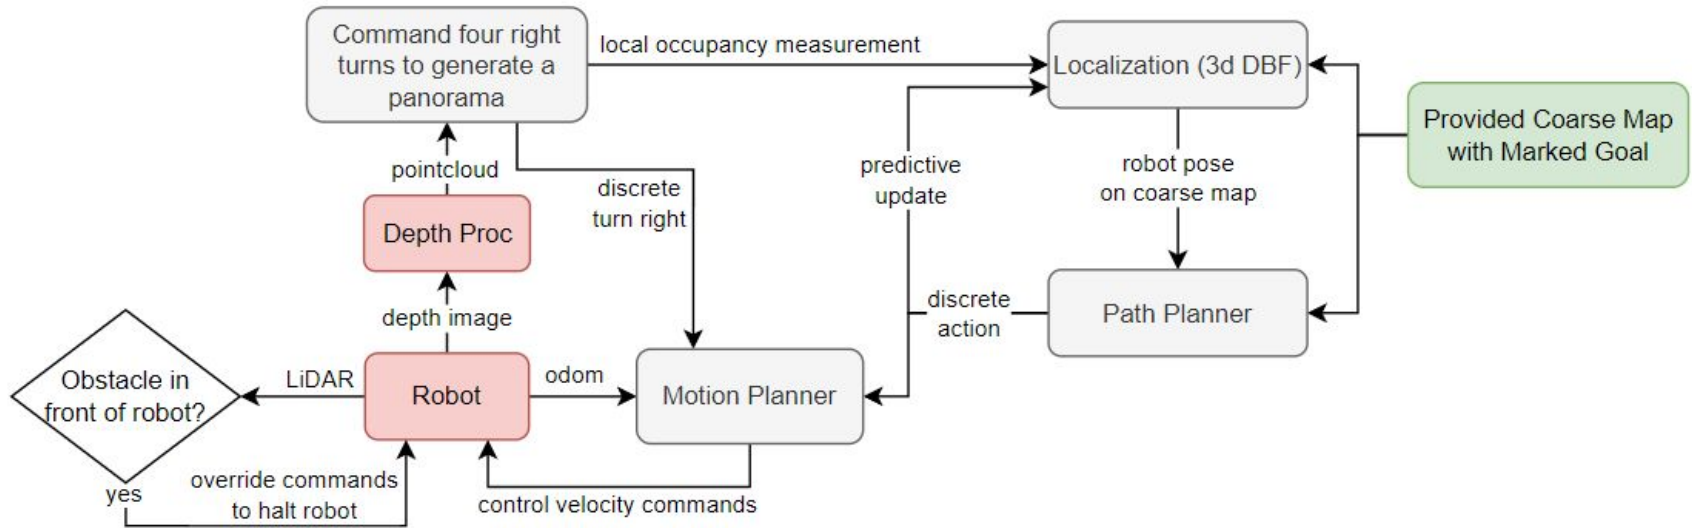 Command four right
turns to generate a
panorama
local occupancy measurement
Localization (3d DBF)
Provided Coarse Map
with Marked Goal
pointcloud
discrete
turn right
predictive
update
robot pose
on coarse map
Depth Proc
depth image
discrete
action
Path Planner
Obstacle in
front of robot?
LiDAR
Robot
odom
Motion Planner
yes
override commands
to halt robot
control velocity commands